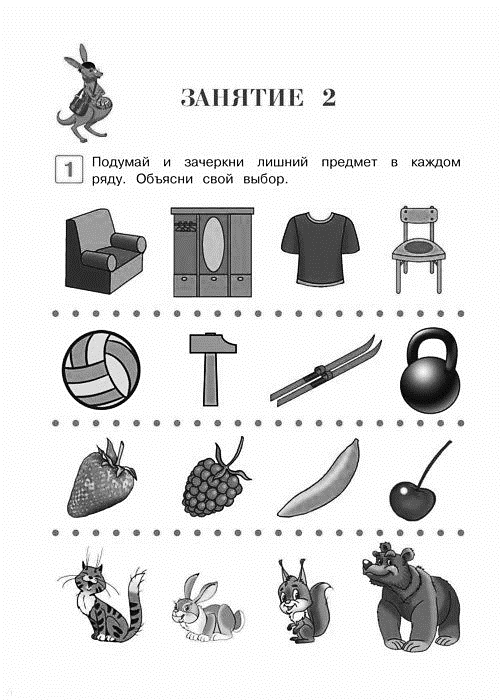 ЗАНЯТИЕ 2
1 Подумай и зачеркни лишний предмет в каждом
ряду. Объясни свой выбор.